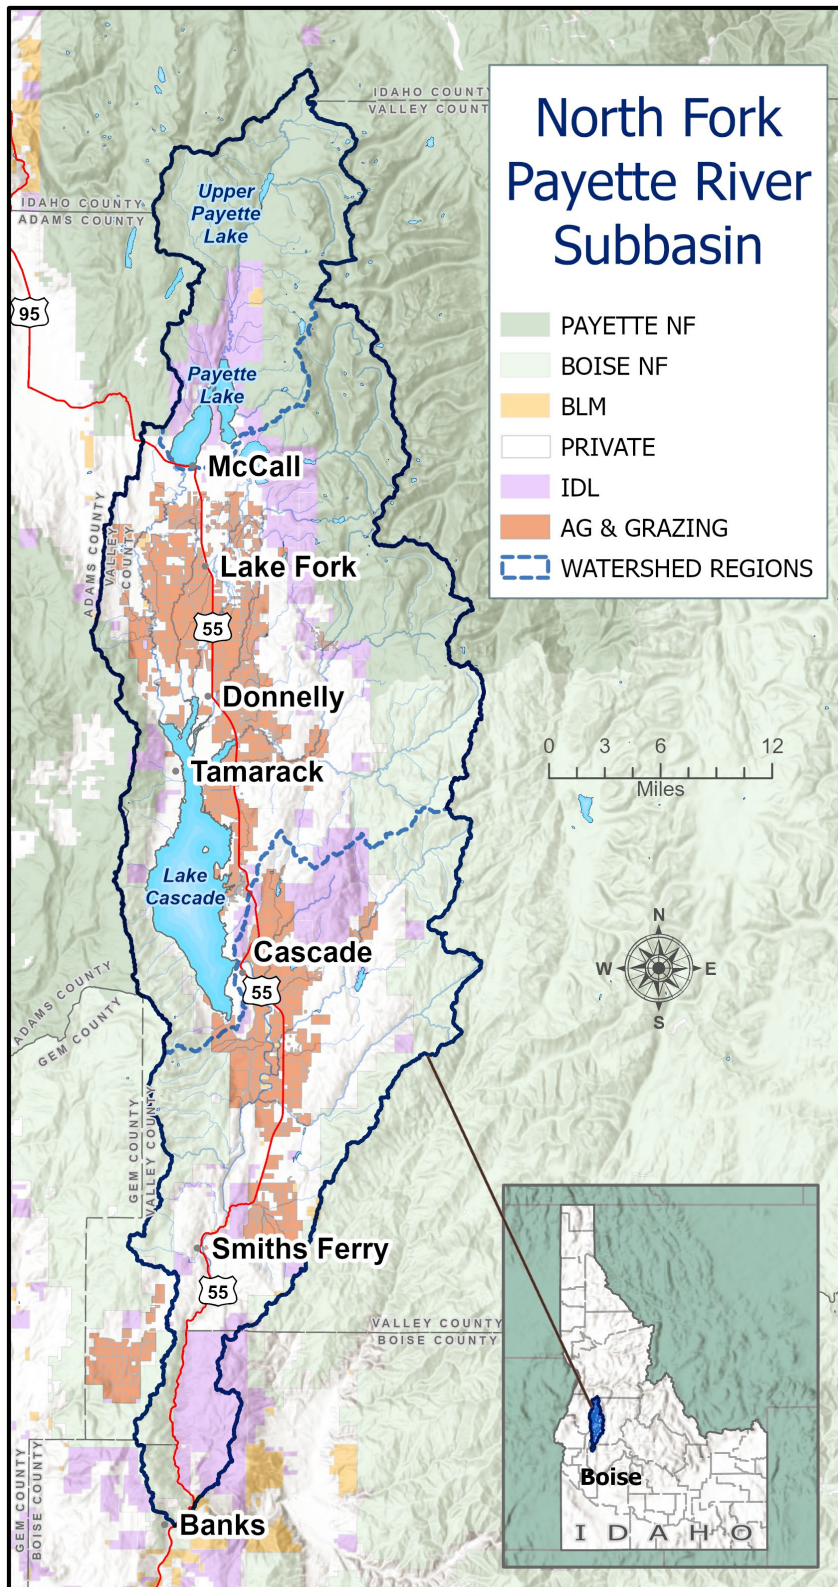 North Fork
Payette River
Subbasin
PAYETTE NF
BOISE NF
BLM
PRIVATE
IDL
AG & GRAZING
WATERSHED REGIONS
IDAHO COUNTY
VALLEY COUNT
IDAHO COUNTY
ADAMS COUNTY
Upper
Payette
Lake
95
Payette
Lake
McCall
ADAMS COUNTY
VALLEY
COUNTY
Lake Fork
55
Donnelly
0 3 6 12
Miles
Tamarack
Lake
Cascade
Cascade
55
N
W E
S
ADAMS COUNTY
GEM COUNTY
GEM COUNTY
VALLEY COUNTY
Smiths Ferry
55
VALLEY COUNTY
BOISE COUNTY
GEM COUNTY
BOISE COUNTY
Banks
Boise
IDAHO